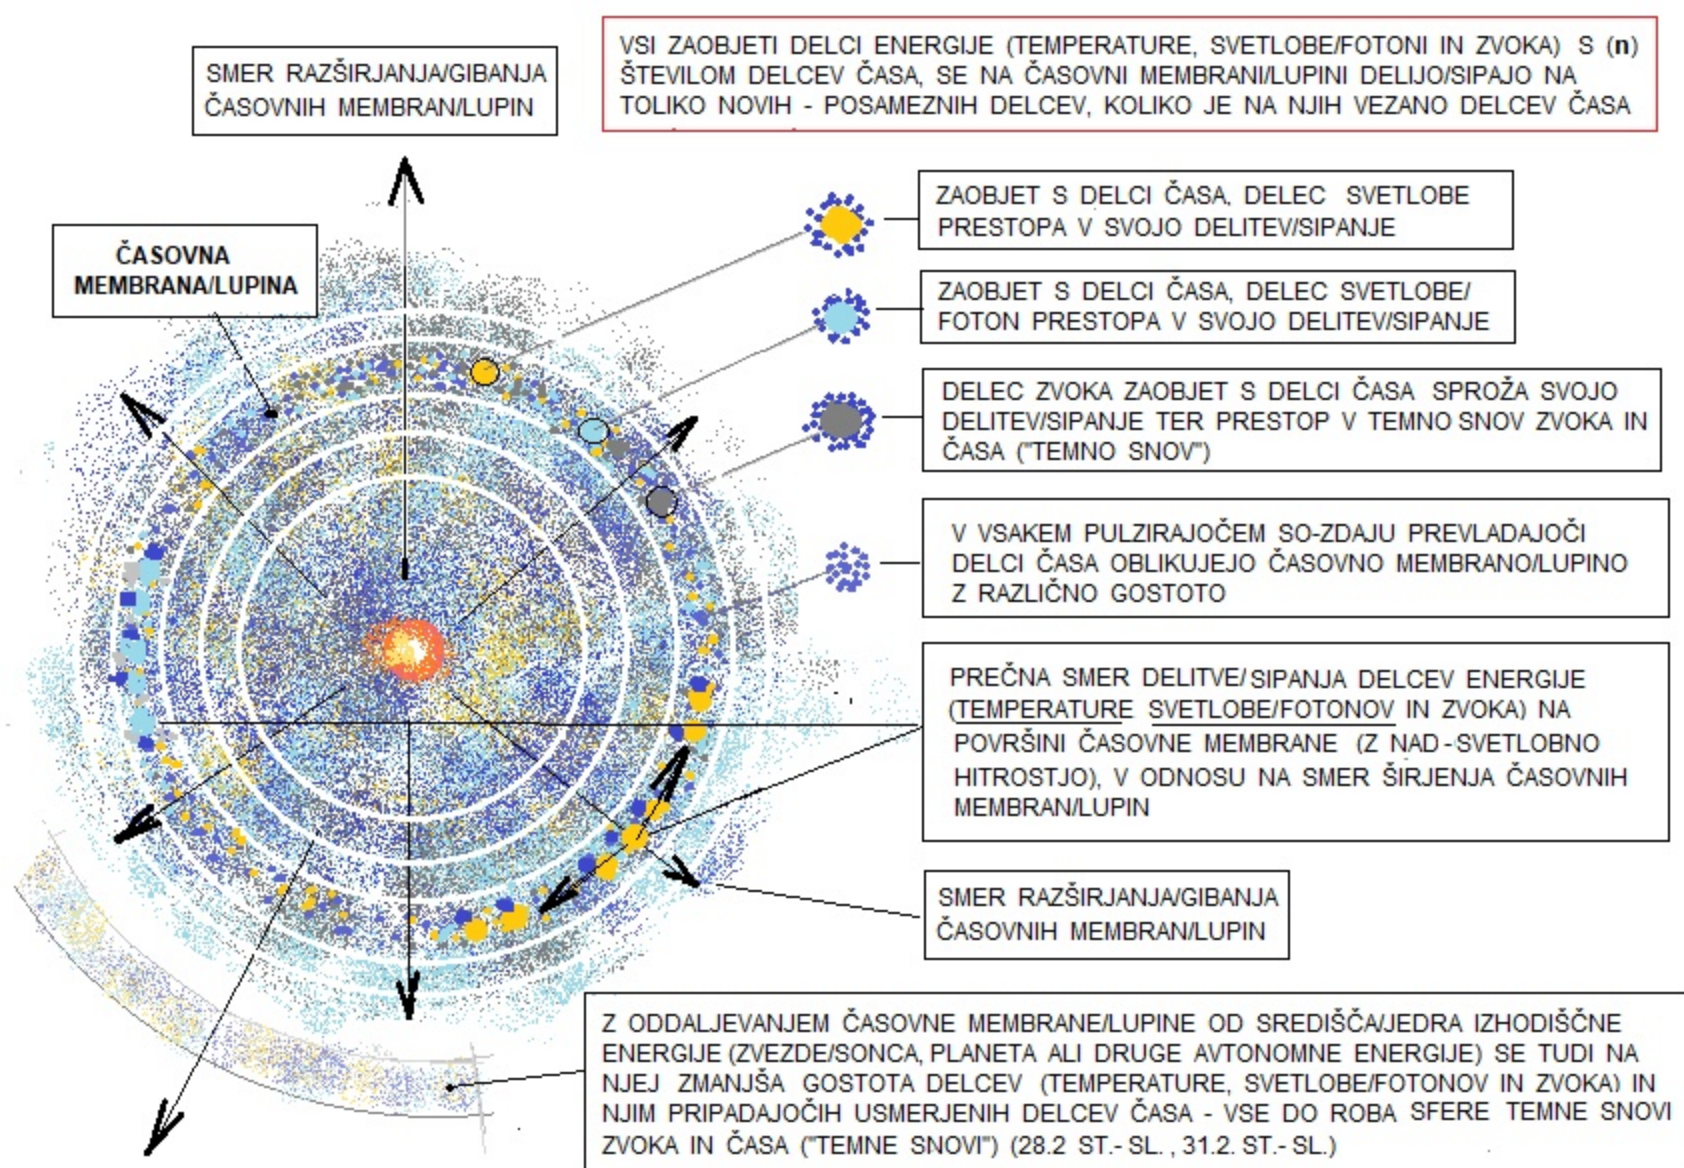 VSI ZAOBJETI DELCI ENERGIJE (TEMPERATURE, SVETLOBE/FOTONI IN ZVOKA) S (n)
ŠTEVILOM DELCEV ČASA, SE NA ČASOVNI MEMBRANI/LUPINI DELIJO/SIPAJO NA
TOLIKO NOVIH - POSAMEZNIH DELCEV, KOLIKO JE NA NJIH VEZANO DELCEV ČASA
SMER RAZŠIRJANJA/GIBANJA
ČASOVNIH MEMBRAN/LUPIN
ČASOVNA
MEMBRANA/LUPINA
ZAOBJET S DELCI ČASA, DELEC SVETLOBE
PRESTOPA V SVOJO DELITEV/SIPANJE
ZAOBJET S DELCI ČASA, DELEC SVETLOBE/
FOTON PRESTOPA V SVOJO DELITEV/SIPANJE
DELEC ZVOKA ZAOBJET S DELCI ČASA SPROŽA SVOJO
DELITEV/SIPANJE TER PRESTOP V TEMNO SNOV ZVOKA IN
ČASA ("TEMNO SNOV")
V VSAKEM PULZIRAJOČEM SO-ZDAJU PREVLADAJOČI
DELCI ČASA OBLIKUJEJO ČASOVNO MEMBRANO/LUPINO
Z RAZLIČNO GOSTOTO
PREČNA SMER DELITVE/SIPANJA DELCEV ENERGIJE
(TEMPERATURE SVETLOBE/FOTONOV IN ZVOKA) NA
POVRŠINI ČASOVNE MEMBRANE (Z NAD-SVETLOBNO
HITROSTJO), V ODNOSU NA SMER ŠIRJENJA ČASOVNIH
MEMBRAN/LUPIN
SMER RAZŠIRJANJA/GIBANJA
ČASOVNIH MEMBRAN/LUPIN
Z ODDALJEVANJEM ČASOVNE MEMBRANE/LUPINE OD SREDIŠČA/JEDRA IZHODIŠČNE
ENERGIJE (ZVEZDE/SONCA, PLANETA ALI DRUGE AVTONOMNE ENERGIJE) SE TUDI NA
NJEJ ZMANJŠA GOSTOTA DELCEV (TEMPERATURE, SVETLOBE/FOTONOV IN ZVOKA) IN
NJIM PRIPADAJOČIH USMERJENIH DELCEV ČASA - VSE DO ROBA SFERE TEMNE SNOVI
ZVOKA IN ČASA ("TEMNE SNOVI") (28.2 ST.- SL. , 31.2. ST.- SL.)